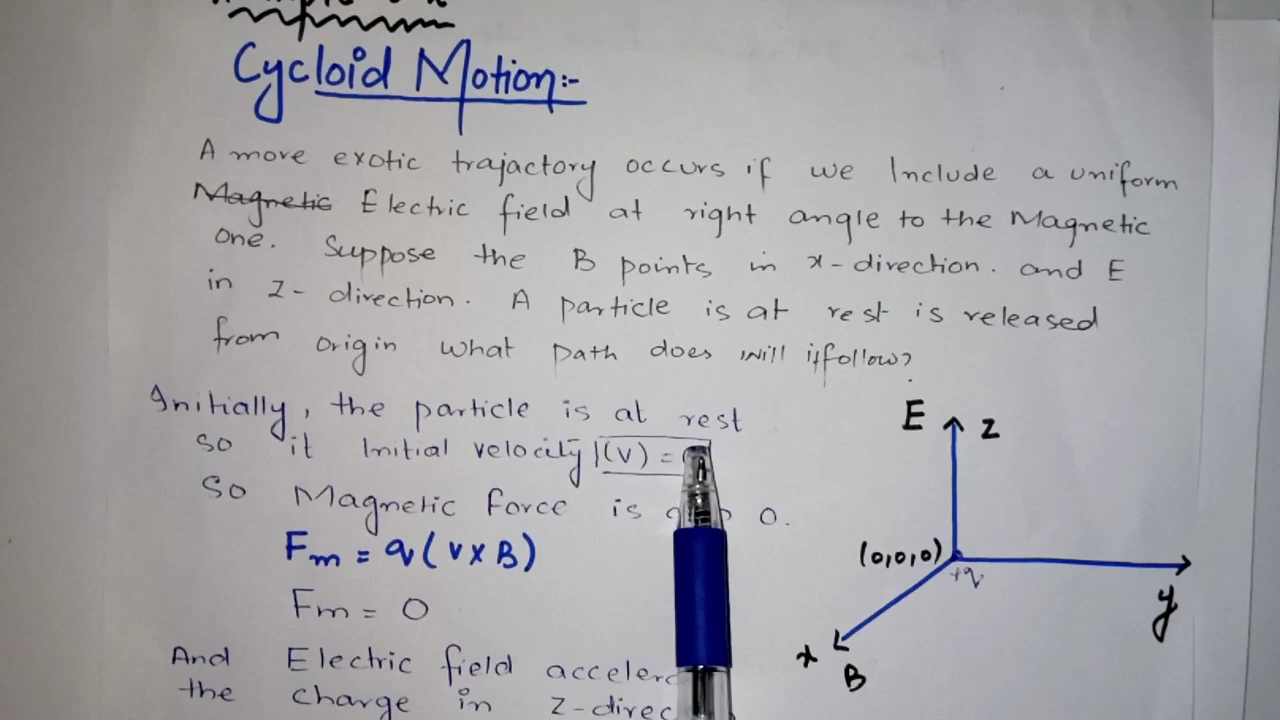 Cycloid Motion:-
A more exotic trajactory occurs if we Include a uniform
Magnetic Electric field at right angle to the Magnetic
one. Suppose the B points in x-direction. and E
in z- direction. A particle is at rest is released
from origin what path does will it follow?
Initially, the particle is at rest
so it Initial velocity (v) =
So Magnetic force is 0.
Fm = q(v×B)
Fm = 0
And Electric field
the charge in
E z
(0,0,0)
+q
y
x
B